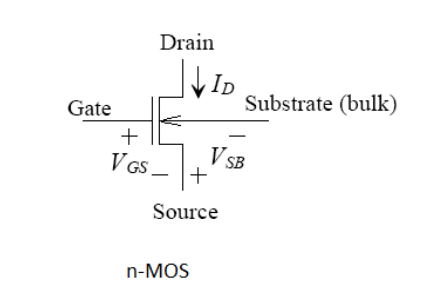 Drain
I_D
Gate
Substrate (bulk)
+
−
V_GS
−
+
V_SB
Source
n-MOS